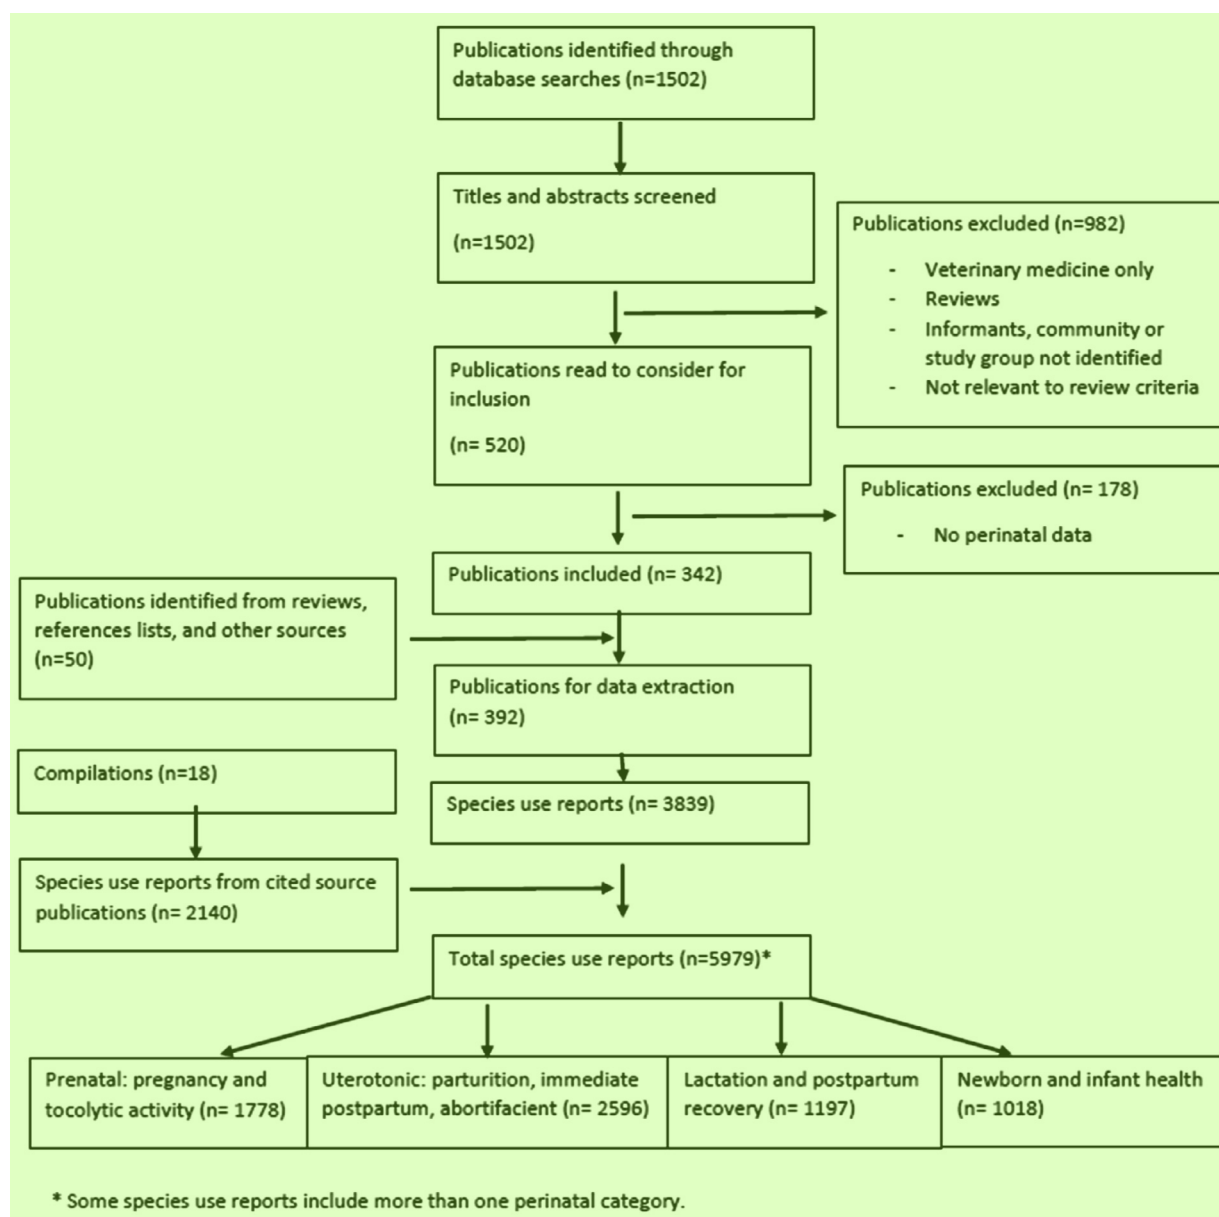 Publications identified through
database searches (n=1502)
Titles and abstracts screened
(n=1502)
Publications excluded (n=982)
- Veterinary medicine only
- Reviews
- Informants, community or
study group not identified
- Not relevant to review criteria
Publications read to consider for
inclusion
(n= 520)
Publications excluded (n= 178)
- No perinatal data
Publications included (n= 342)
Publications identified from reviews,
references lists, and other sources
(n=50)
Publications for data extraction
(n= 392)
Compilations (n=18)
Species use reports (n= 3839)
Species use reports from cited source
publications (n= 2140)
Total species use reports (n=5979)*
Prenatal: pregnancy and
tocolytic activity (n= 1778)
Uterotonic: parturition, immediate
postpartum, abortifacient (n= 2596)
Lactation and postpartum
recovery (n= 1197)
Newborn and infant health
(n= 1018)
* Some species use reports include more than one perinatal category.